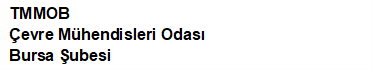 TMMOB
Çevre Mühendisleri Odası
Bursa Şubesi